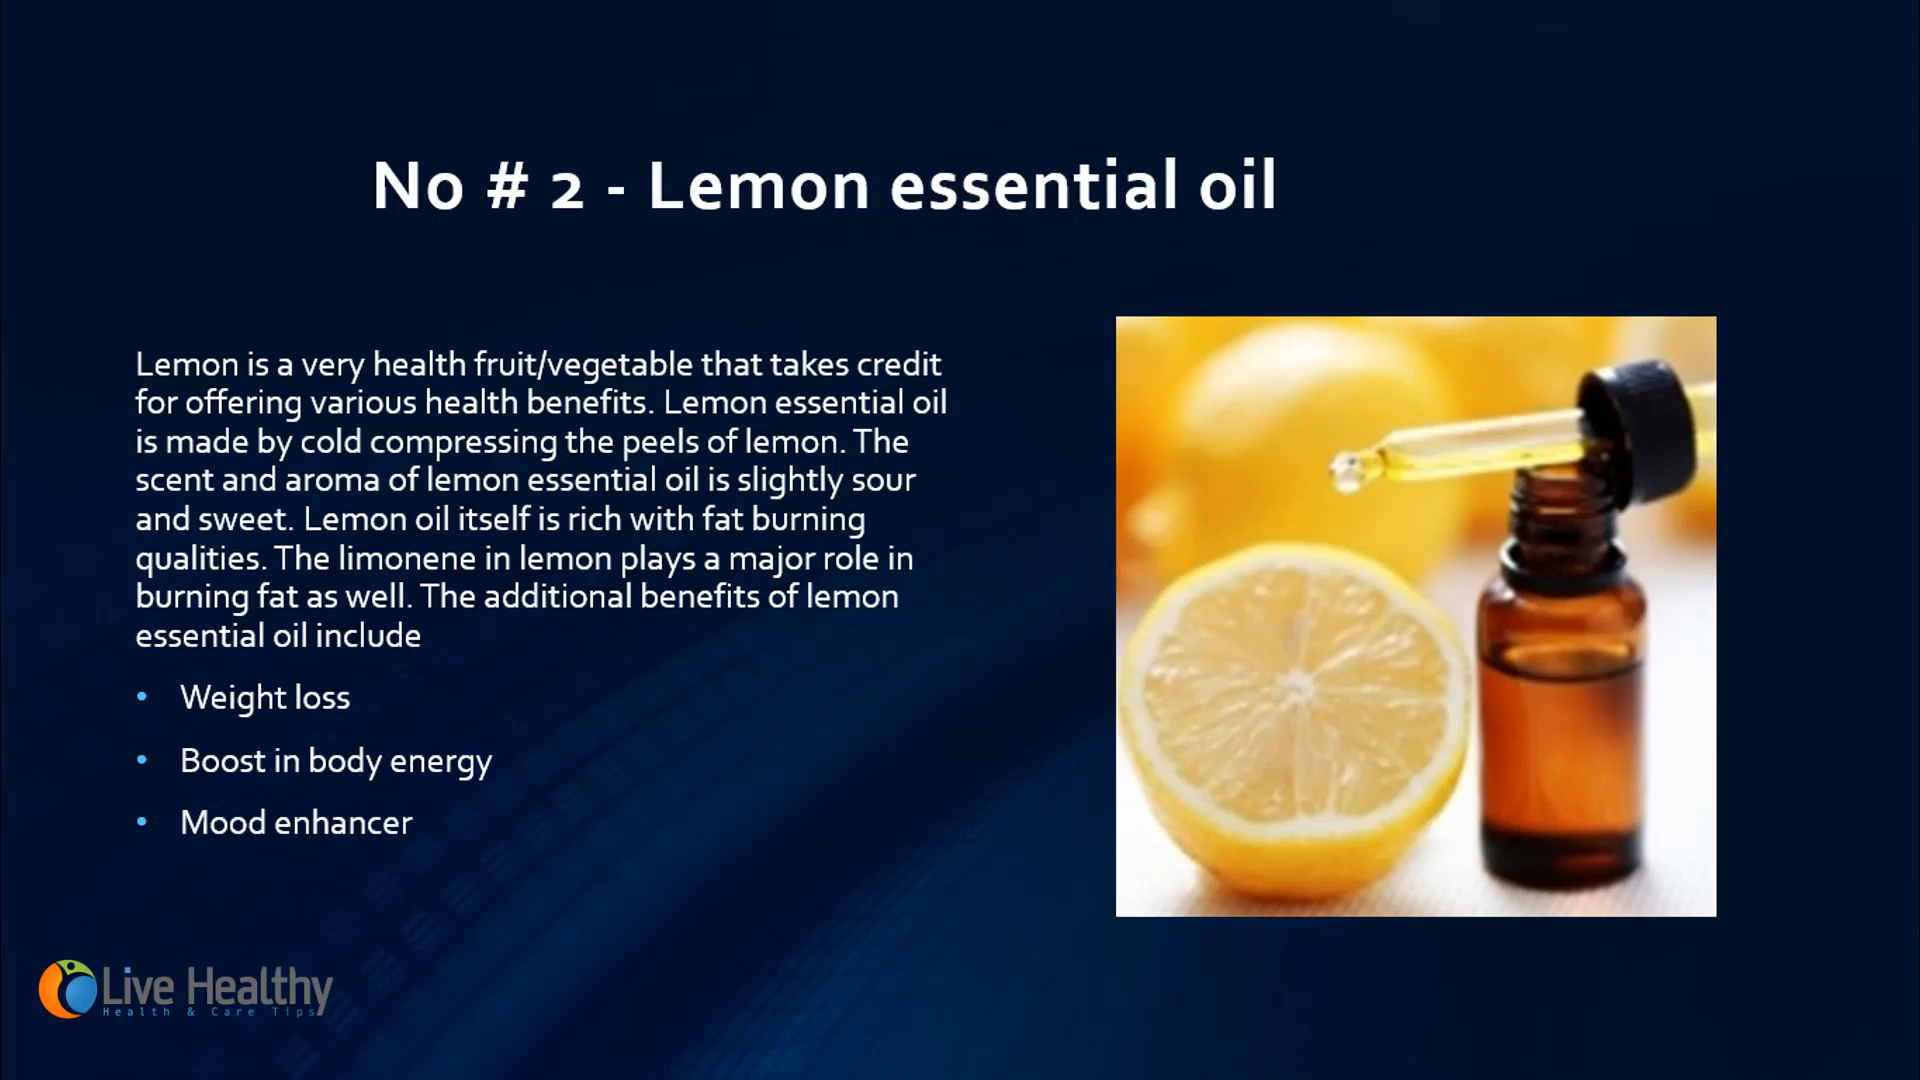 No # 2 - Lemon essential oil
Lemon is a very health fruit/vegetable that takes credit
for offering various health benefits. Lemon essential oil
is made by cold compressing the peels of lemon. The
scent and aroma of lemon essential oil is slightly sour
and sweet. Lemon oil itself is rich with fat burning
qualities. The limonene in lemon plays a major role in
burning fat as well. The additional benefits of lemon
essential oil include
• Weight loss
• Boost in body energy
• Mood enhancer
Live Healthy
Health & Care Tips